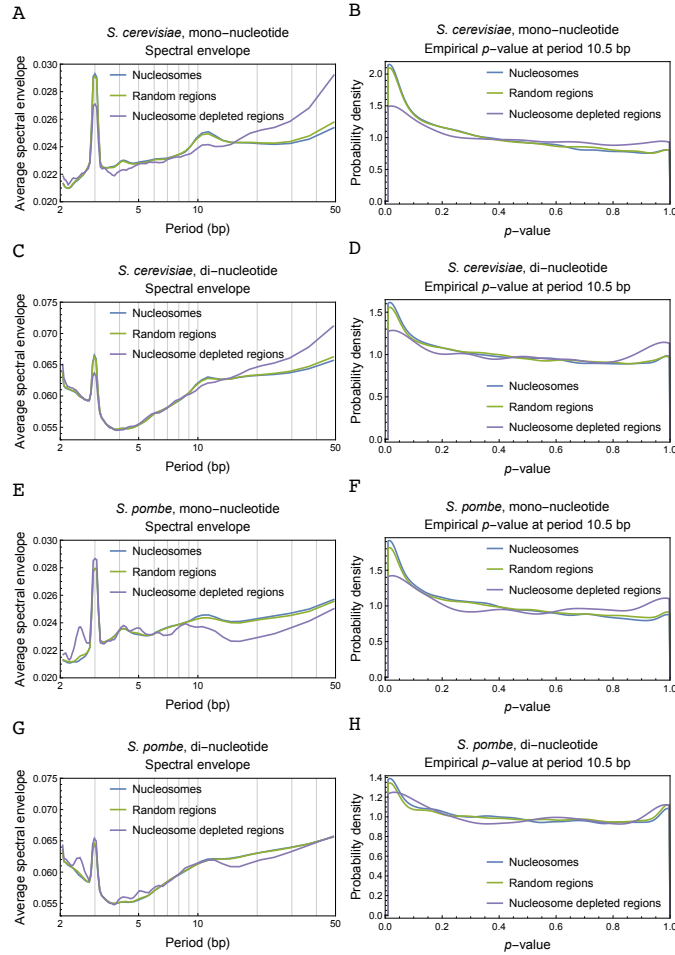 A
S. cerevisiae, mono-nucleotide
Spectral envelope
Average spectral envelope
0.030
0.028
0.026
0.024
0.022
0.020
Nucleosomes
Random regions
Nucleosome depleted regions
2
5
10
50
Period (bp)
B
S. cerevisiae, mono-nucleotide
Empirical p-value at period 10.5 bp
Probability density
2.0
1.5
1.0
0.5
0.0
Nucleosomes
Random regions
Nucleosome depleted regions
0.0 0.2 0.4 0.6 0.8 1.0
p-value
C
S. cerevisiae, di-nucleotide
Spectral envelope
Average spectral envelope
0.075
0.070
0.065
0.060
0.055
Nucleosomes
Random regions
Nucleosome depleted regions
2
5
10
50
Period (bp)
D
S. cerevisiae, di-nucleotide
Empirical p-value at period 10.5 bp
Probability density
1.5
1.0
0.5
0.0
Nucleosomes
Random regions
Nucleosome depleted regions
0.0 0.2 0.4 0.6 0.8 1.0
p-value
E
S. pombe, mono-nucleotide
Spectral envelope
Average spectral envelope
0.030
0.028
0.026
0.024
0.022
0.020
Nucleosomes
Random regions
Nucleosome depleted regions
2
5
10
50
Period (bp)
F
S. pombe, mono-nucleotide
Empirical p-value at period 10.5 bp
Probability density
1.5
1.0
0.5
0.0
Nucleosomes
Random regions
Nucleosome depleted regions
0.0 0.2 0.4 0.6 0.8 1.0
p-value
G
S. pombe, di-nucleotide
Spectral envelope
Average spectral envelope
0.075
0.070
0.065
0.060
0.055
Nucleosomes
Random regions
Nucleosome depleted regions
2
5
10
50
Period (bp)
H
S. pombe, di-nucleotide
Empirical p-value at period 10.5 bp
Probability density
1.4
1.2
1.0
0.8
0.6
0.4
0.2
0.0
Nucleosomes
Random regions
Nucleosome depleted regions
0.0 0.2 0.4 0.6 0.8 1.0
p-value